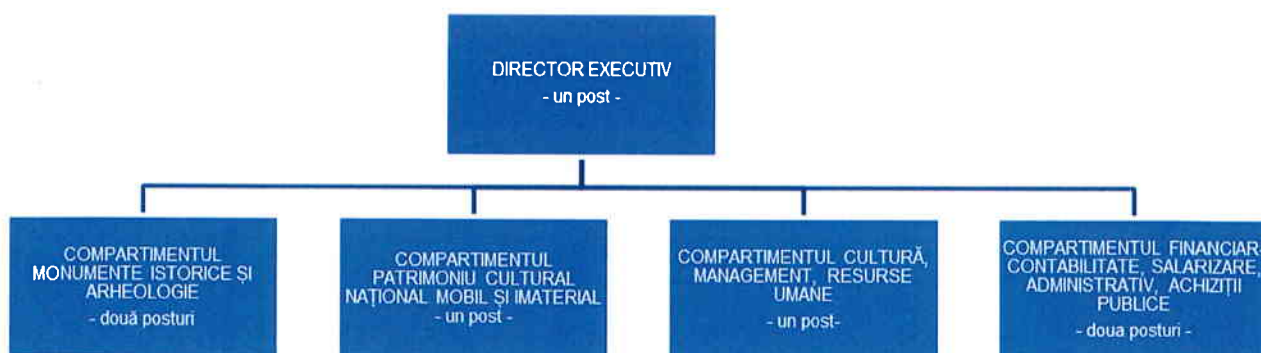 DIRECTOR EXECUTIV
- un post -
COMPARTIMENTUL
MONUMENTE ISTORICE ȘI
ARHEOLOGIE
- două posturi
COMPARTIMENTUL
PATRIMONIU CULTURAL
NAȚIONAL MOBIL ȘI IMATERIAL
- un post -
COMPARTIMENTUL CULTURĂ,
MANAGEMENT, RESURSE
UMANE
- un post-
COMPARTIMENTUL FINANCIAR-
CONTABILITATE, SALARIZARE,
ADMINISTRATIV, ACHIZIȚII
PUBLICE
- doua posturi -